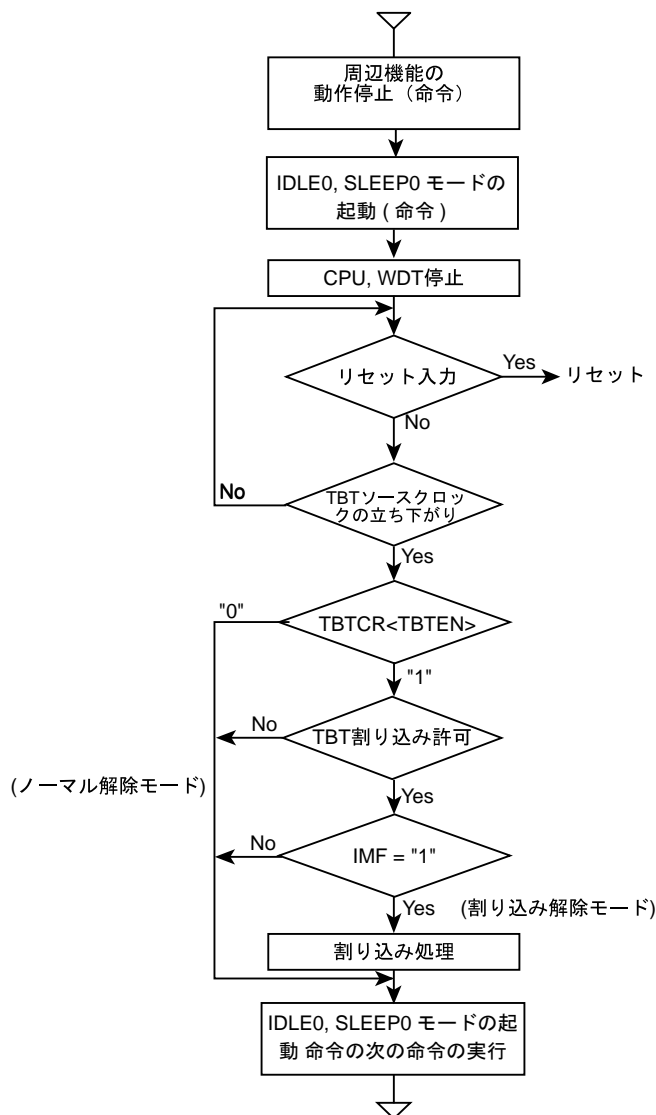 周辺機能の
動作停止（命令）
IDLE0, SLEEP0 モードの
起動 ( 命令 )
CPU, WDT停止
リセット入力
Yes
リセット
No
No
TBTソースクロッ
クの立ち下がり
Yes
"0"
TBTCR<TBTEN>
"1"
No
TBT割り込み許可
(ノーマル解除モード)
Yes
No
IMF = "1"
Yes
(割り込み解除モード)
割り込み処理
IDLE0, SLEEP0 モードの起
動 命令の次の命令の実行